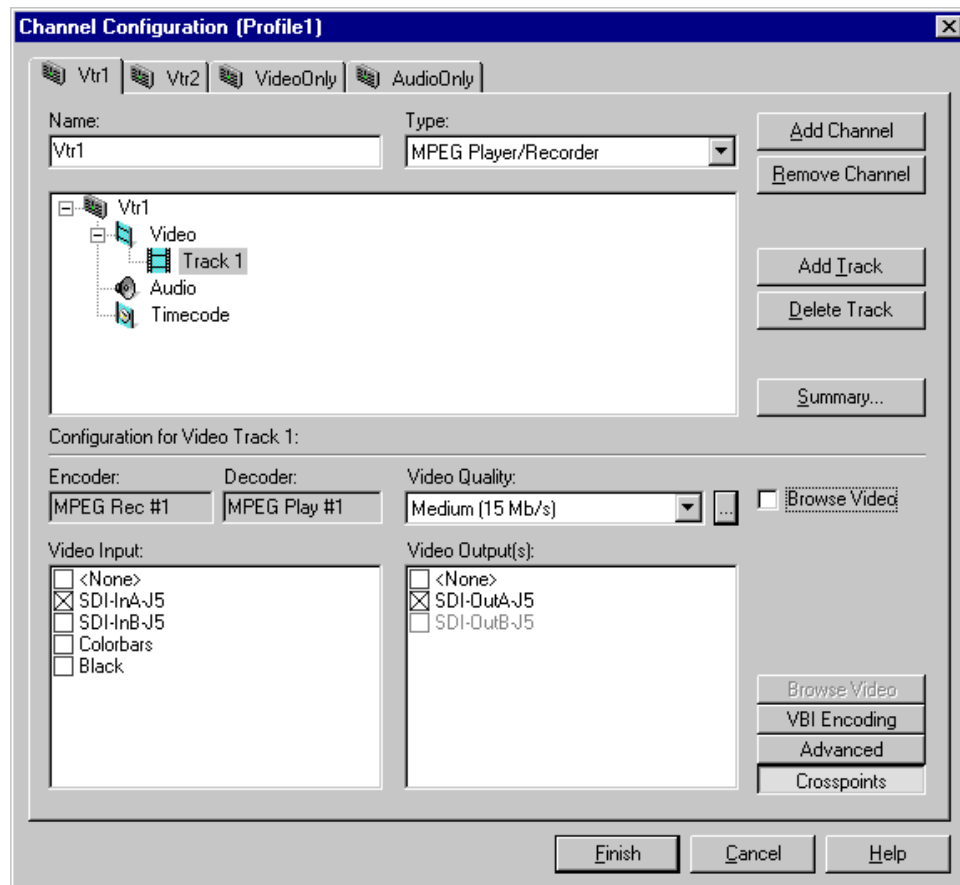 Channel Configuration (Profile1)
Vtr1 Vtr2 VideoOnly AudioOnly
Name:
Type:
Vtr1
MPEG Player/Recorder
Add Channel
Remove Channel
Vtr1
Video
Track 1
Audio
Timecode
Add Track
Delete Track
Summary...
Configuration for Video Track 1:
Encoder:
Decoder:
Video Quality:
MPEG Rec #1
MPEG Play #1
Medium (15 Mb/s)
...
Browse Video
Video Input:
<None>
SDI-InA-J5
SDI-InB-J5
Colorbars
Black
Video Output(s):
<None>
SDI-OutA-J5
SDI-OutB-J5
Browse Video
VBI Encoding
Advanced
Crosspoints
Finish
Cancel
Help